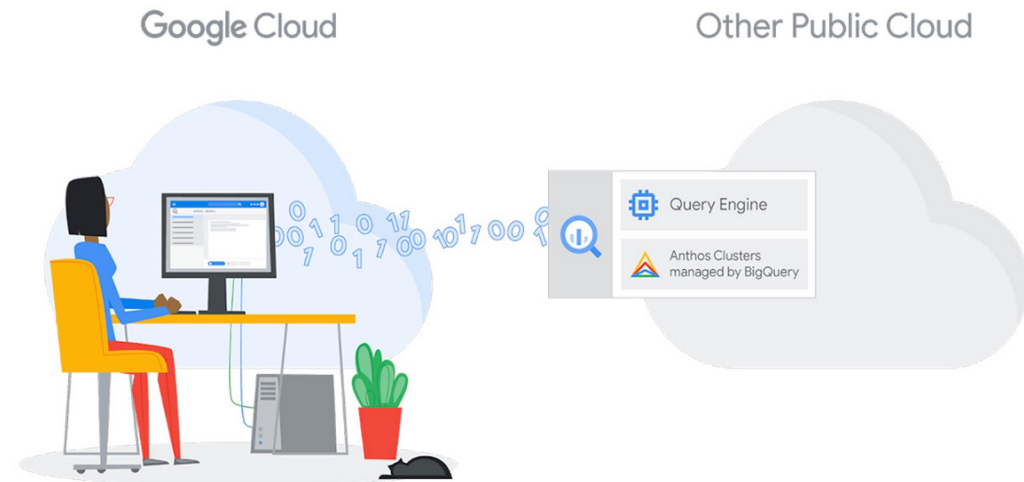 Google Cloud
Other Public Cloud
Query Engine
Anthos Clusters
managed by BigQuery